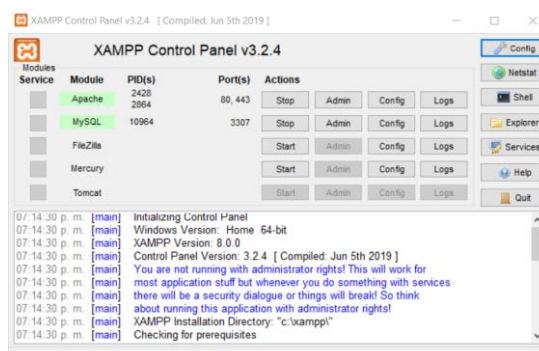 XAMPP Control Panel v3.2.4 [ Compiled: Jun 5th 2019 ]
XAMPP Control Panel v3.2.4
Config
Modules
Service Module PID(s) Port(s) Actions
Netstat
Apache 2428 2864 80, 443 Stop Admin Config Logs
Shell
MySQL 10964 3307 Stop Admin Config Logs
Explorer
FileZilla Start Admin Config Logs
Services
Mercury Start Admin Config Logs
Help
Tomcat Start Admin Config Logs
Quit
07:14:30 p. m. [main] Initializing Control Panel
07:14:30 p. m. [main] Windows Version: Home 64-bit
07:14:30 p. m. [main] XAMPP Version: 8.0.0
07:14:30 p. m. [main] Control Panel Version: 3.2.4 [ Compiled: Jun 5th 2019 ]
07:14:30 p. m. [main] You are not running with administrator rights! This will work for
07:14:30 p. m. [main] most application stuff but whenever you do something with services
07:14:30 p. m. [main] there will be a security dialogue or things will break! So think
07:14:30 p. m. [main] about running this application with administrator rights!
07:14:30 p. m. [main] XAMPP Installation Directory: "c:\xampp\"
07:14:30 p. m. [main] Checking for prerequisites